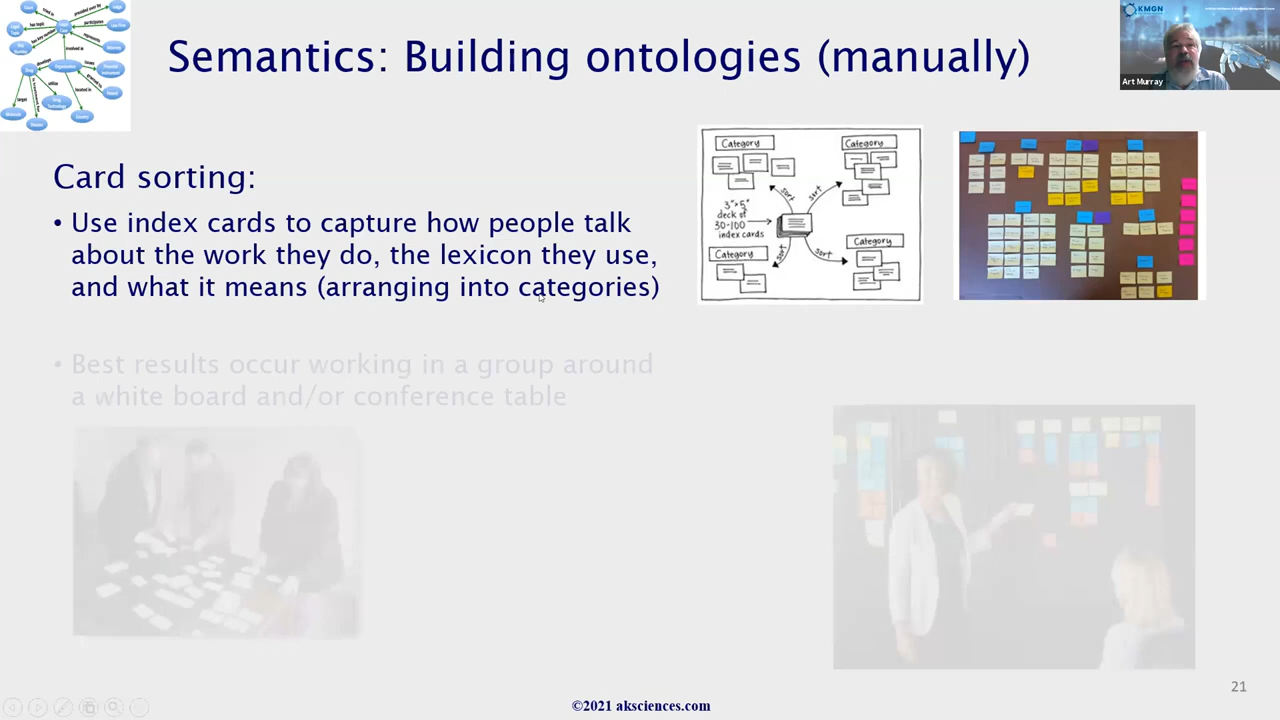 Semantics: Building ontologies (manually)
KMGN
Art Murray
Card sorting:
• Use index cards to capture how people talk
about the work they do, the lexicon they use,
and what it means (arranging into categories)
Category
Category
sort
sort
3"x5"
deck of
30-100
index cards
Category
Category
sort
sort
• Best results occur working in a group around
a white board and/or conference table
21
©2021 aksciences.com